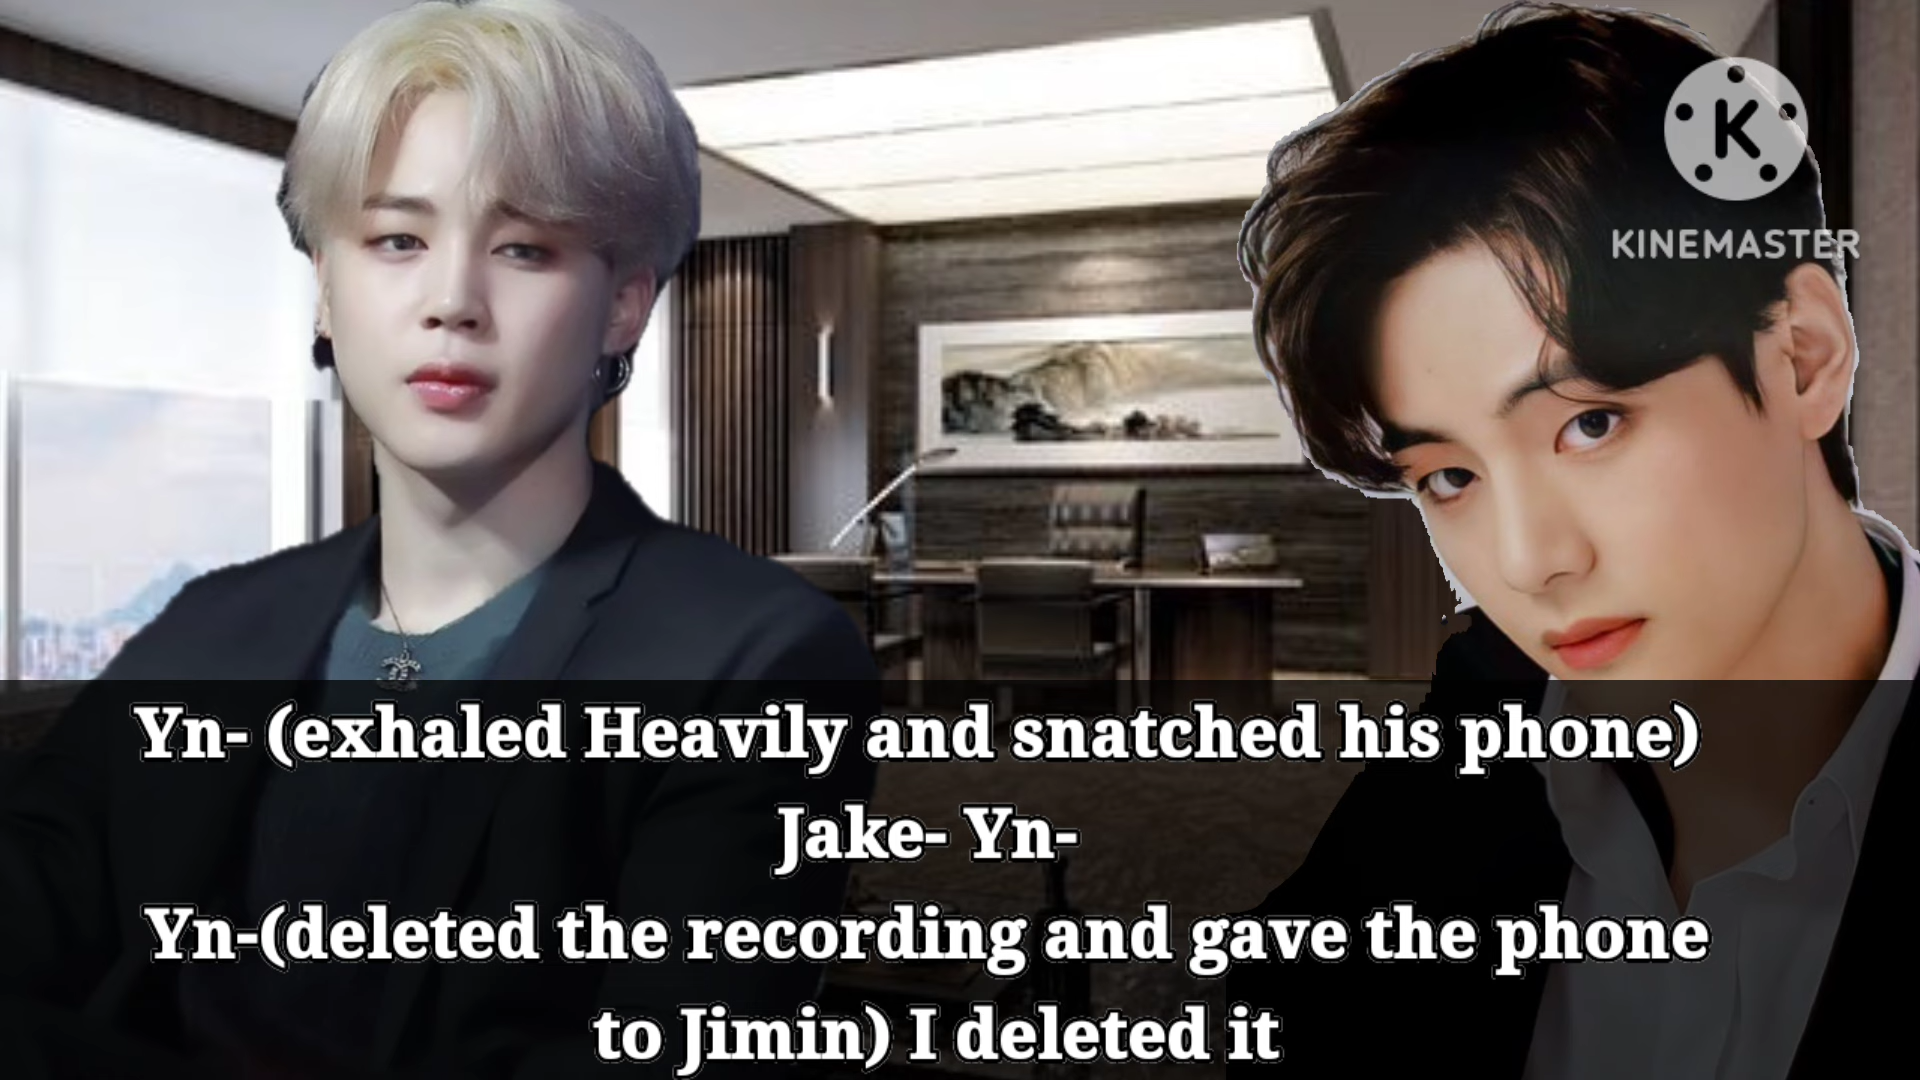 K
KINEMASTER
Yn- (exhaled Heavily and snatched his phone)
Jake- Yn-
Yn-(deleted the recording and gave the phone
to Jimin) I deleted it